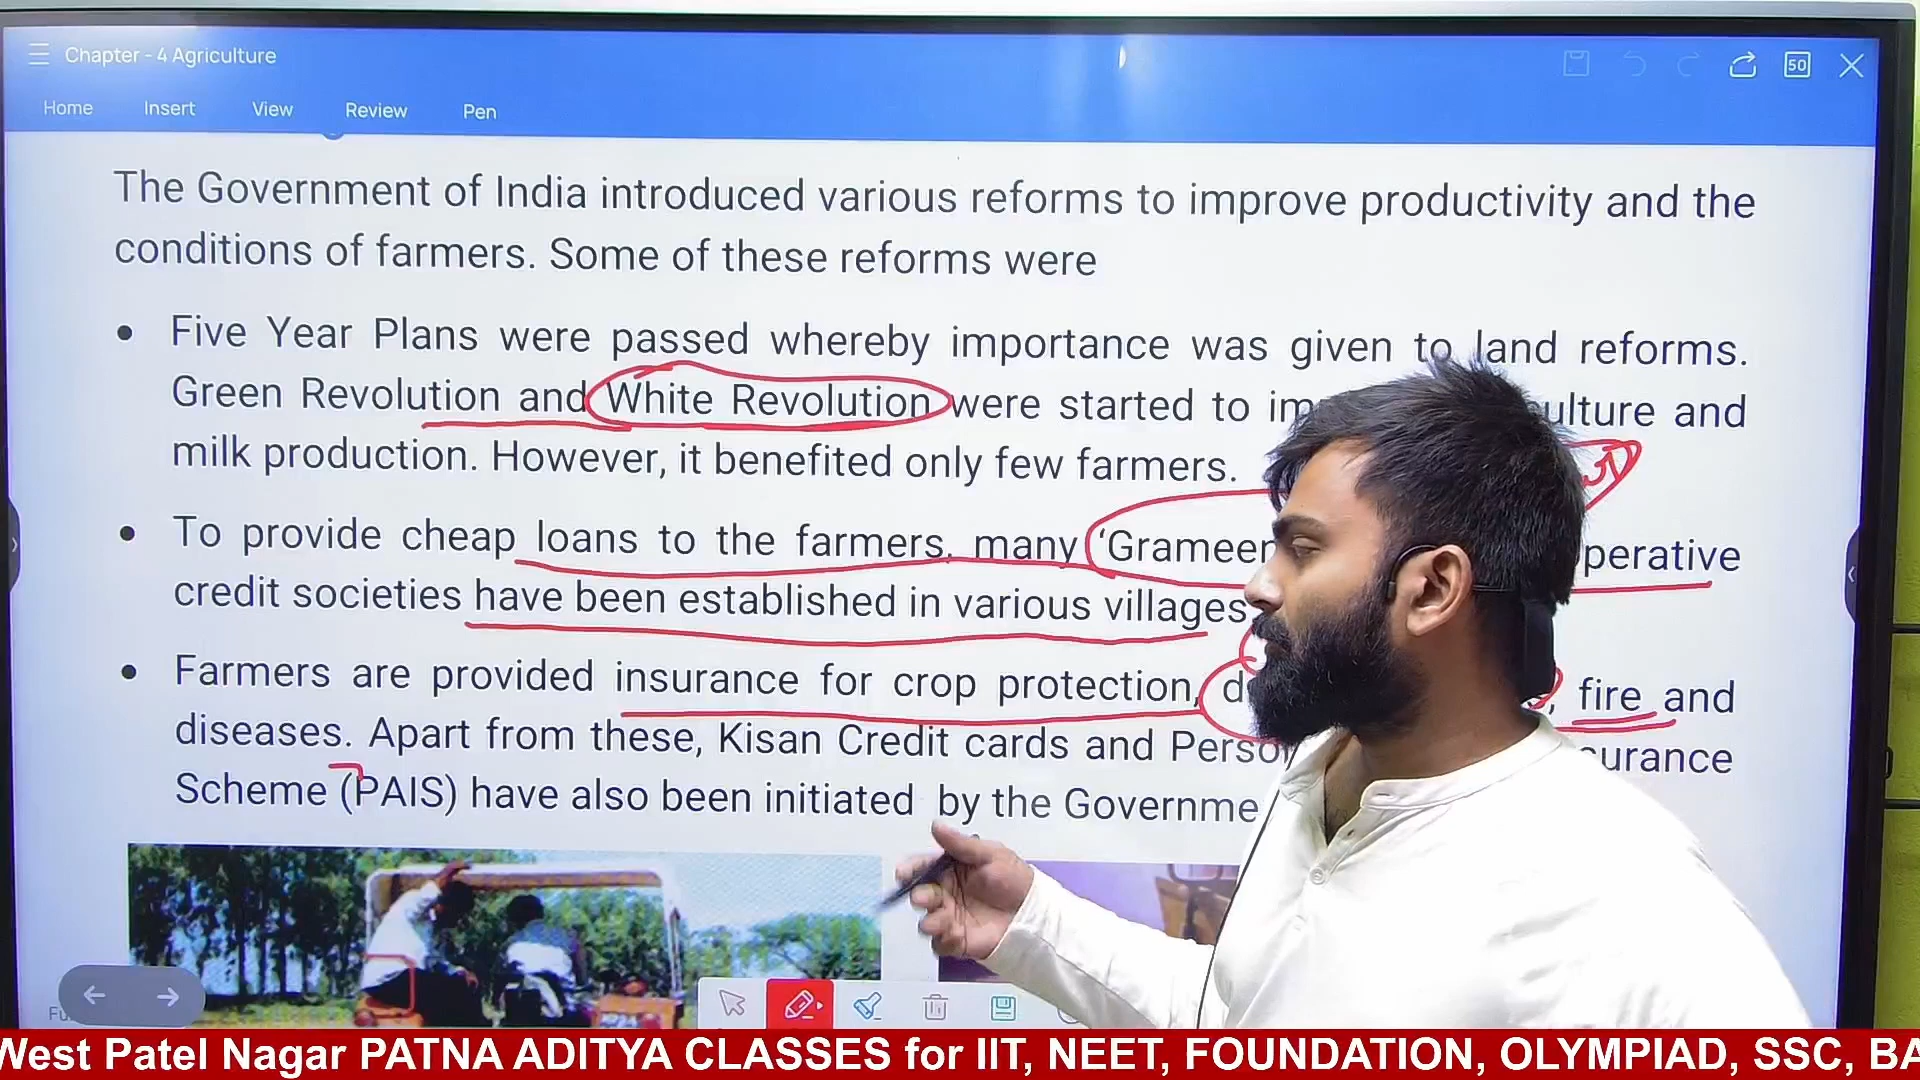 Chapter - 4 Agriculture
50
Home Insert View Review Pen
The Government of India introduced various reforms to improve productivity and the
conditions of farmers. Some of these reforms were
• Five Year Plans were passed whereby importance was given to land reforms.
Green Revolution and White Revolution were started to im ulture and
milk production. However, it benefited only few farmers.
• To provide cheap loans to the farmers, many 'Grameen perative
credit societies have been established in various villages
• Farmers are provided insurance for crop protection, d , fire and
diseases. Apart from these, Kisan Credit cards and Person surance
Scheme (PAIS) have also been initiated by the Governme
West Patel Nagar PATNA ADITYA CLASSES for IIT, NEET, FOUNDATION, OLYMPIAD, SSC, BA